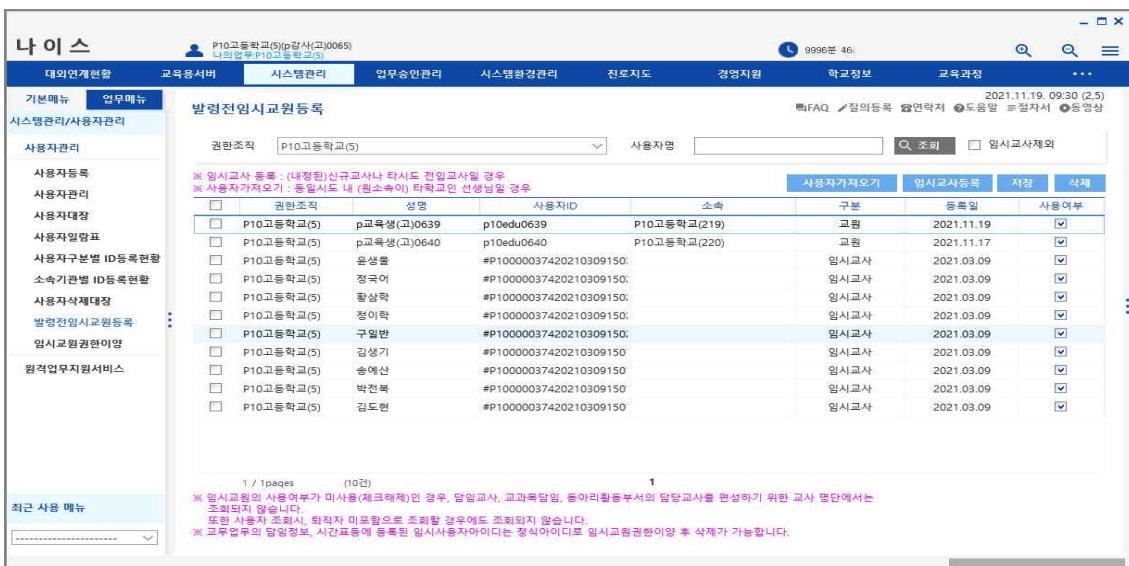 나이스
P10고등학교(5)(p강사(고)0065)
나의업무:P10고등학교(5)
9996분 46
대외연계현황 교육용서비 시스템관리 업무승인관리 시스템환경관리 진로지도 경영지원 학교정보 교육과정 •••
기본메뉴 업무메뉴
시스템관리/사용자관리
사용자관리
사용자등록
사용자관리
사용자대장
사용자일람표
사용자구분별 ID등록현황
소속기관별 ID등록현황
사용자삭제대장
발령전임시교원등록
임시교원권한이양
원격업무지원서비스
최근 사용 메뉴
----------------------
발령전임시교원등록
2021.11.19. 09:30 (2,5)
FAQ 질의등록 연락처 도움말 절차서 동영상
권한조직 P10고등학교(5) 사용자명 조회 임시교사제외
※ 임시교사 등록 : (내정된)신규교사나 타시도 전입교사일 경우
※ 사용자가져오기 : 동일시도 내 (원소속이) 타학교인 선생님일 경우
사용자가져오기 임시교사등록 저장 삭제
권한조직 성명 사용자ID 소속 구분 등록일 사용여부
P10고등학교(5) p교육생(고)0639 p10edu0639 P10고등학교(219) 교원 2021.11.19
P10고등학교(5) p교육생(고)0640 p10edu0640 P10고등학교(220) 교원 2021.11.17
P10고등학교(5) 윤생물 #P10000037420210309150: 임시교사 2021.03.09
P10고등학교(5) 정국어 #P10000037420210309150: 임시교사 2021.03.09
P10고등학교(5) 황삼학 #P10000037420210309150: 임시교사 2021.03.09
P10고등학교(5) 정이학 #P10000037420210309150: 임시교사 2021.03.09
P10고등학교(5) 구일반 #P10000037420210309150: 임시교사 2021.03.09
P10고등학교(5) 김생기 #P10000037420210309150 임시교사 2021.03.09
P10고등학교(5) 송예산 #P10000037420210309150 임시교사 2021.03.09
P10고등학교(5) 박전복 #P10000037420210309150 임시교사 2021.03.09
P10고등학교(5) 김도현 #P10000037420210309150 임시교사 2021.03.09
1 / 1pages (10건) 1
※ 임시교원의 사용여부가 미사용(체크해제)인 경우, 담임교사, 교과목담임, 동아리활동부서의 담당교사를 편성하기 위한 교사 명단에서는
조회되지 않습니다.
또한 사용자 조회시, 퇴직자 미포함으로 조회할 경우에도 조회되지 않습니다.
※ 교무업무의 담임정보, 시간표등에 등록된 임시사용자아이디는 정식아이디로 임시교원권한이양 후 삭제가 가능합니다.